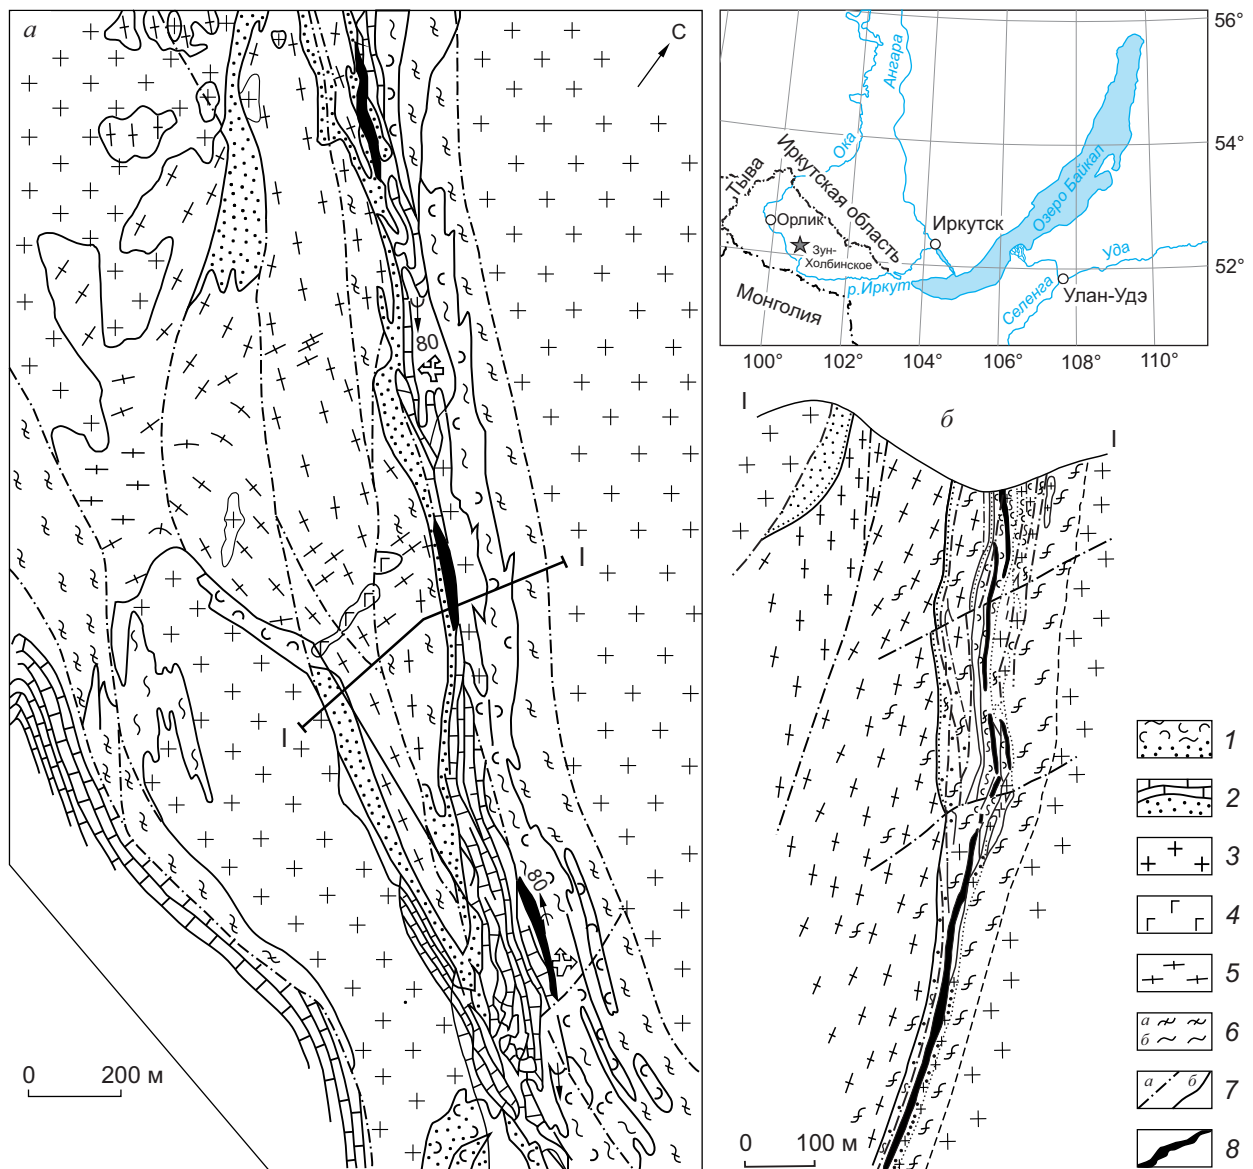 а
С
80
I
I
80
0 200 м
56°
54°
52°
100° 102° 104° 106° 108° 110°
Ангара
Ока
Тыва
Иркутская область
Озеро Байкал
Орлик
Иркутск
Зун-
Холбинское
Уда
р.Иркут
Селенга
Улан-Удэ
Монголия
б
I
I
0 100 м
1
2
3
4
5
а
б
6
а б
7
8